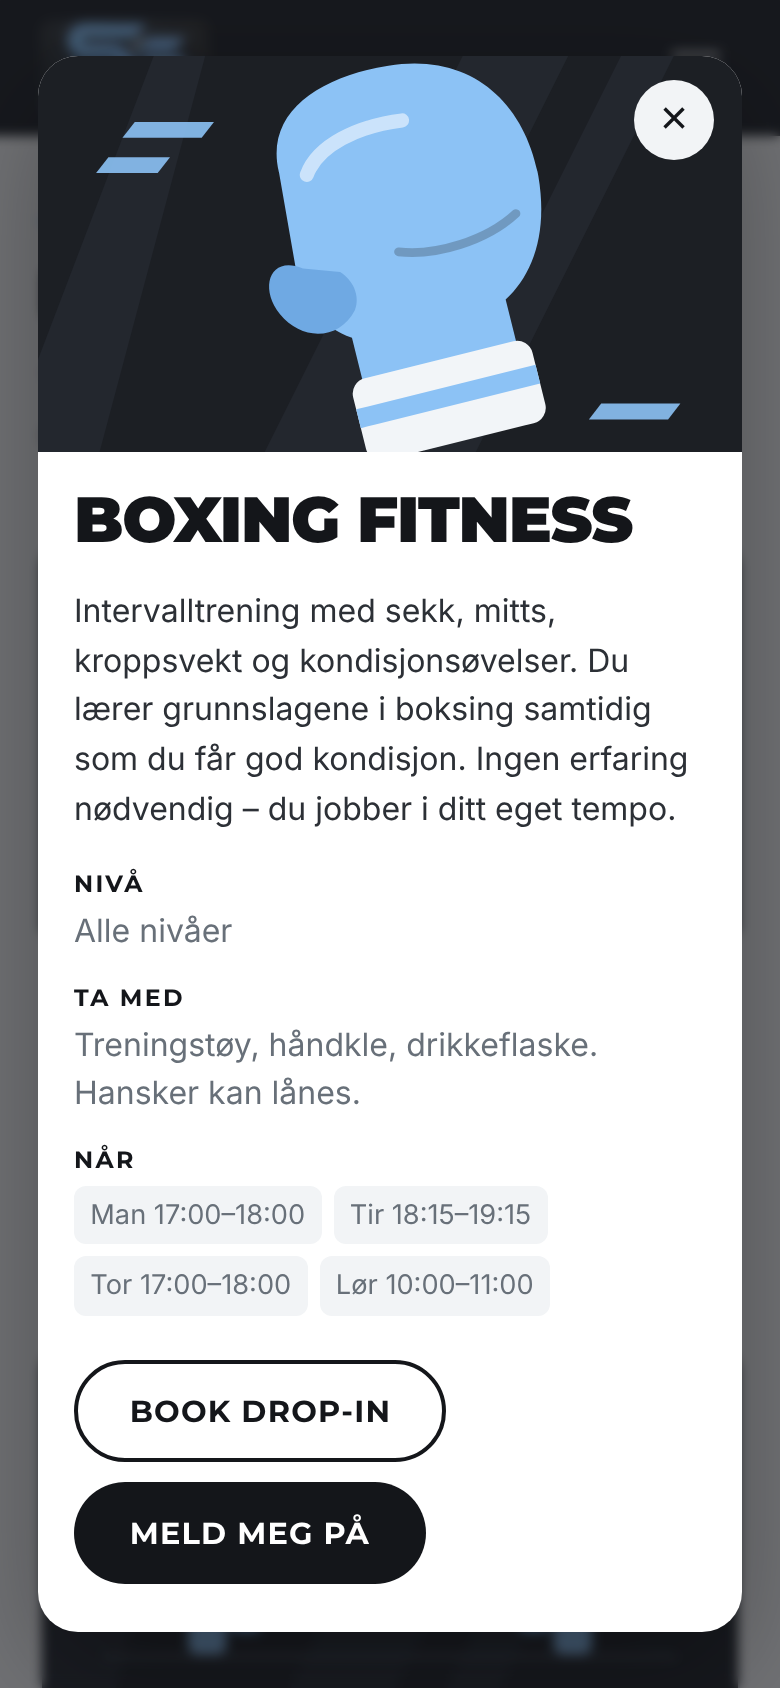 BOXING FITNESS
Intervalltrening med sekk, mitts,
kroppsvekt og kondisjonsøvelser. Du
lærer grunnslagene i boksing samtidig
som du får god kondisjon. Ingen erfaring
nødvendig – du jobber i ditt eget tempo.
NIVÅ
Alle nivåer
TA MED
Treningstøy, håndkle, drikkeflaske.
Hansker kan lånes.
NÅR
Man 17:00–18:00 Tir 18:15–19:15
Tor 17:00–18:00 Lør 10:00–11:00
BOOK DROP-IN
MELD MEG PÅ